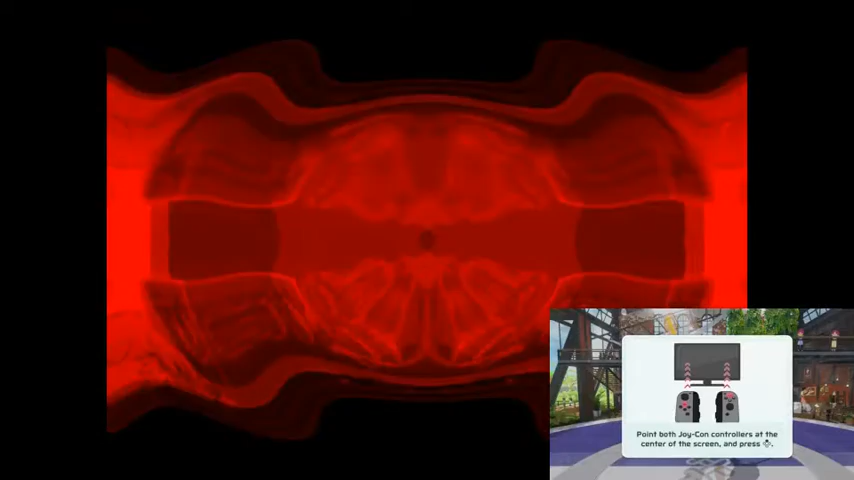 Point both Joy-Con controllers at the
center of the screen, and press